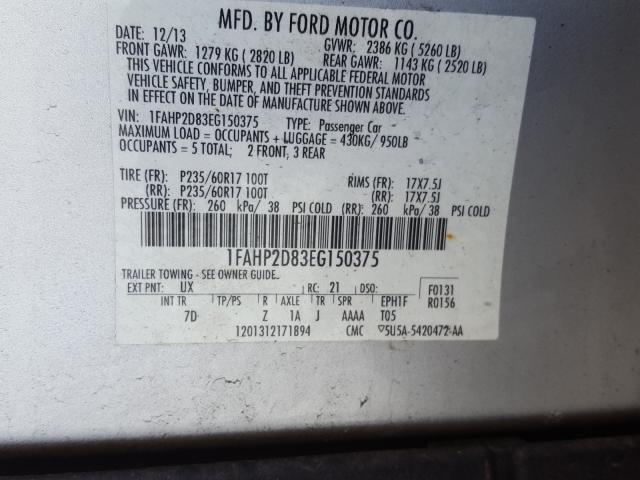 MFD. BY FORD MOTOR CO.
12/13 GVWR: 2386 KG ( 5260 LB)
FRONT GAWR: 1279 KG ( 2820 LB) REAR GAWR: 1143 KG ( 2520 LB)
THIS VEHICLE CONFORMS TO ALL APPLICABLE FEDERAL MOTOR
VEHICLE SAFETY, BUMPER, AND THEFT PREVENTION STANDARDS
IN EFFECT ON THE DATE OF MANUFACTURE SHOWN ABOVE.
VIN: 1FAHP2D83EG150375 TYPE: Passenger Car
MAXIMUM LOAD = OCCUPANTS + LUGGAGE = 430KG/ 950LB
OCCUPANTS = 5 TOTAL; 2 FRONT, 3 REAR
TIRE (FR): P235/60R17 100T RIMS (FR): 17X7.5J
(RR): P235/60R17 100T (RR): 17X7.5J
PRESSURE (FR): 260 kPa/ 38 PSI COLD (RR): 260 kPa/ 38 PSI COLD
1FAHP2D83EG150375
TRAILER TOWING - SEE OWNER GUIDE.
EXT PNT: UX RC: 21 DSO: F0131
INT TR TP/PS R AXLE TR SPR EPH1F R0156
7D Z 1A J AAAA T05
1201312171894 CMC ▽5U5A-5420472-AA